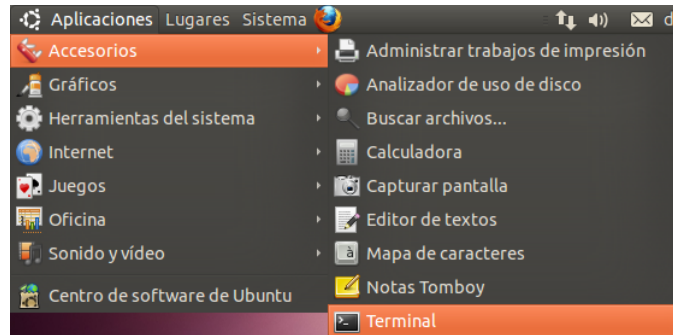 Aplicaciones Lugares Sistema
Accesorios
Gráficos
Herramientas del sistema
Internet
Juegos
Oficina
Sonido y vídeo
Centro de software de Ubuntu
Administrar trabajos de impresión
Analizador de uso de disco
Buscar archivos...
Calculadora
Capturar pantalla
Editor de textos
Mapa de caracteres
Notas Tomboy
Terminal